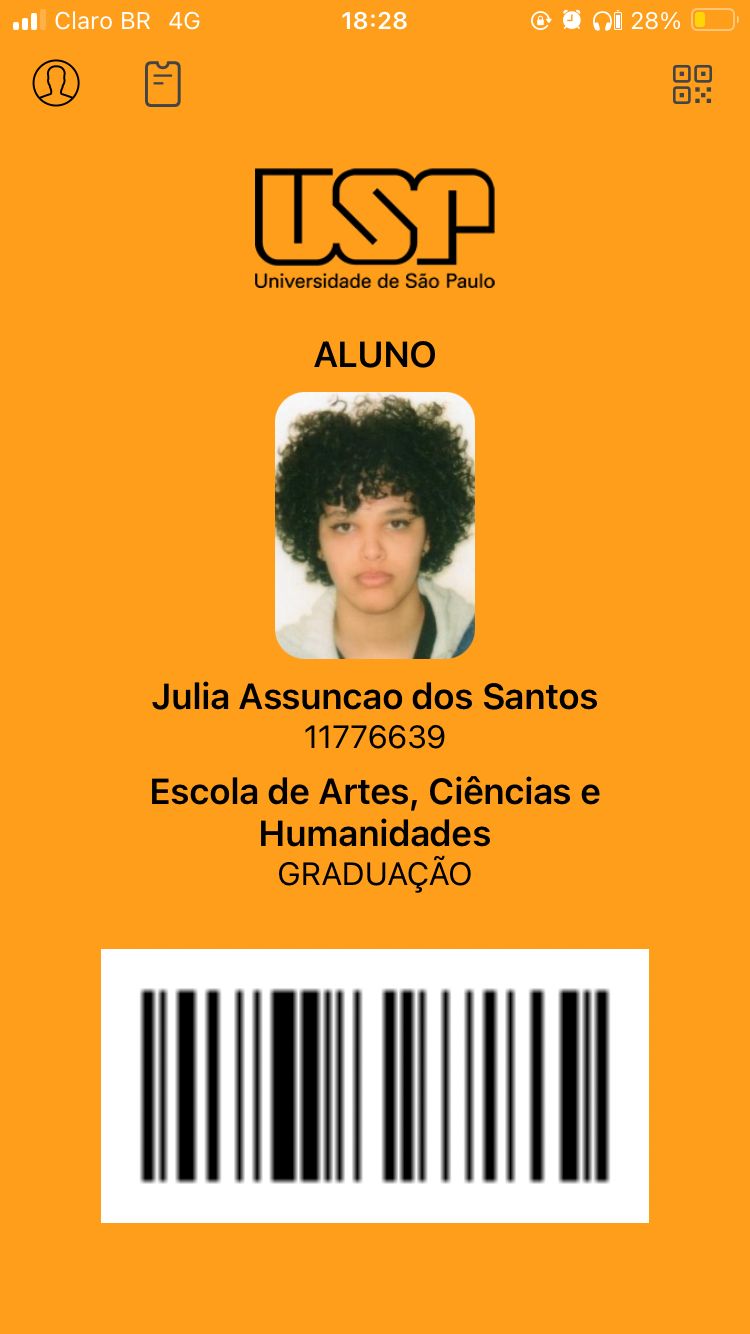 Claro BR 4G 18:28 28%
USP
Universidade de São Paulo
ALUNO
Julia Assuncao dos Santos
11776639
Escola de Artes, Ciências e
Humanidades
GRADUAÇÃO